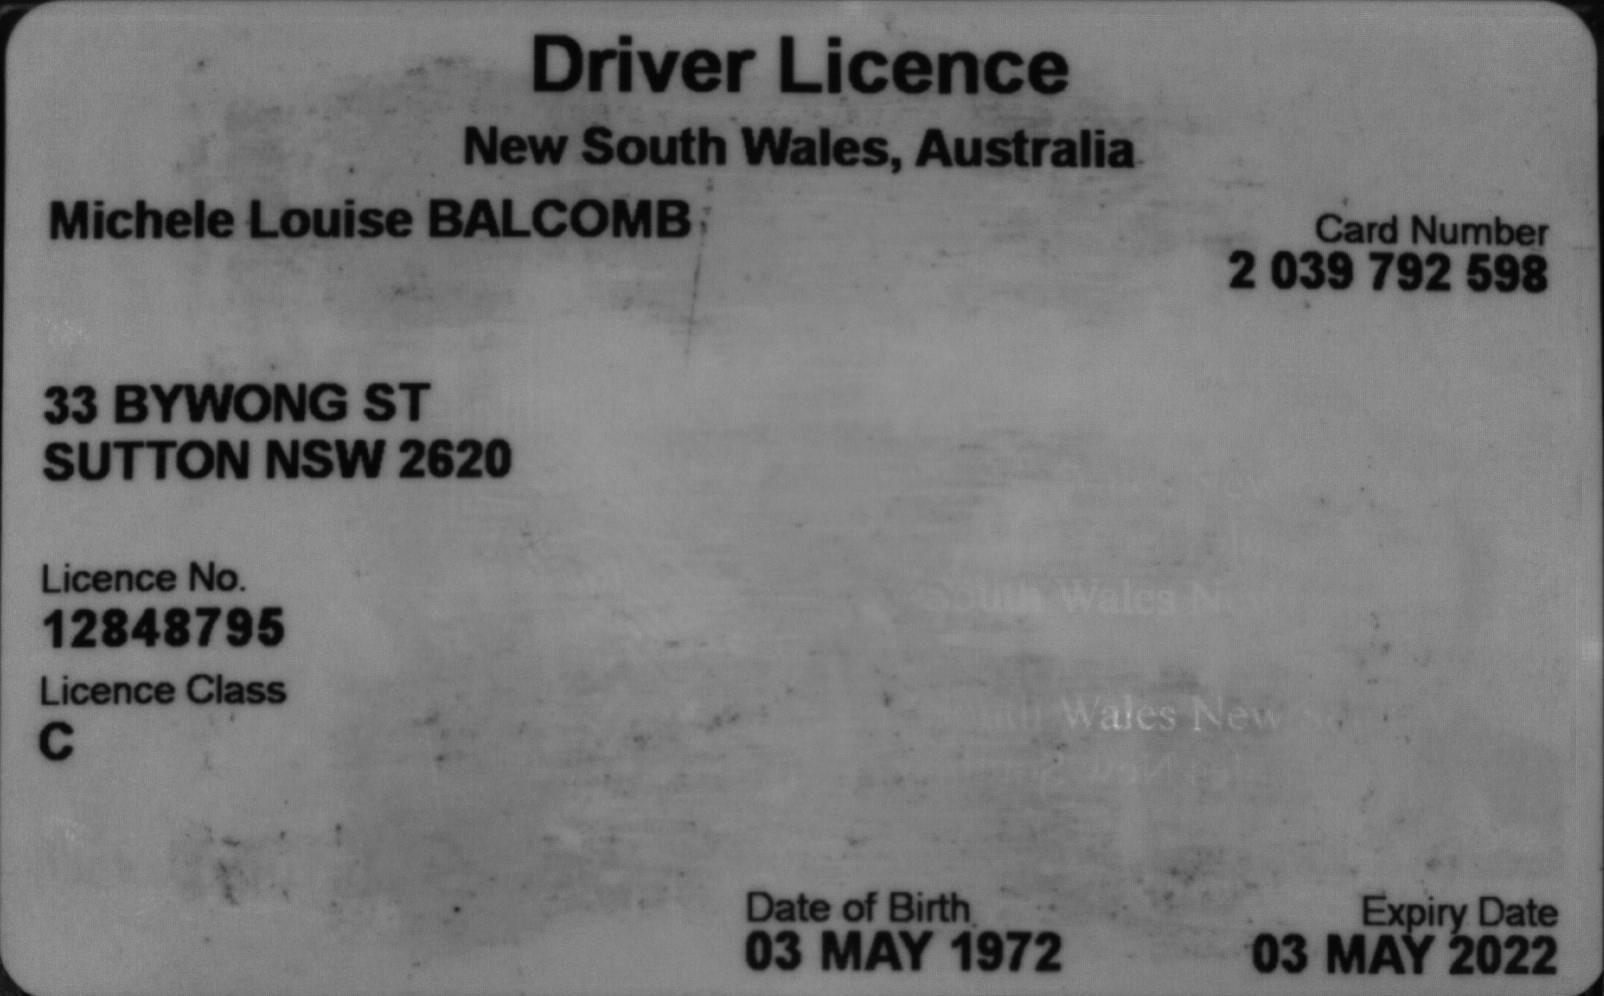 Driver Licence
New South Wales, Australia
Michele Louise BALCOMB
Card Number
2 039 792 598
33 BYWONG ST
SUTTON NSW 2620
Licence No.
12848795
Licence Class
C
South Wales New
Wales New
Date of Birth
03 MAY 1972
Expiry Date
03 MAY 2022